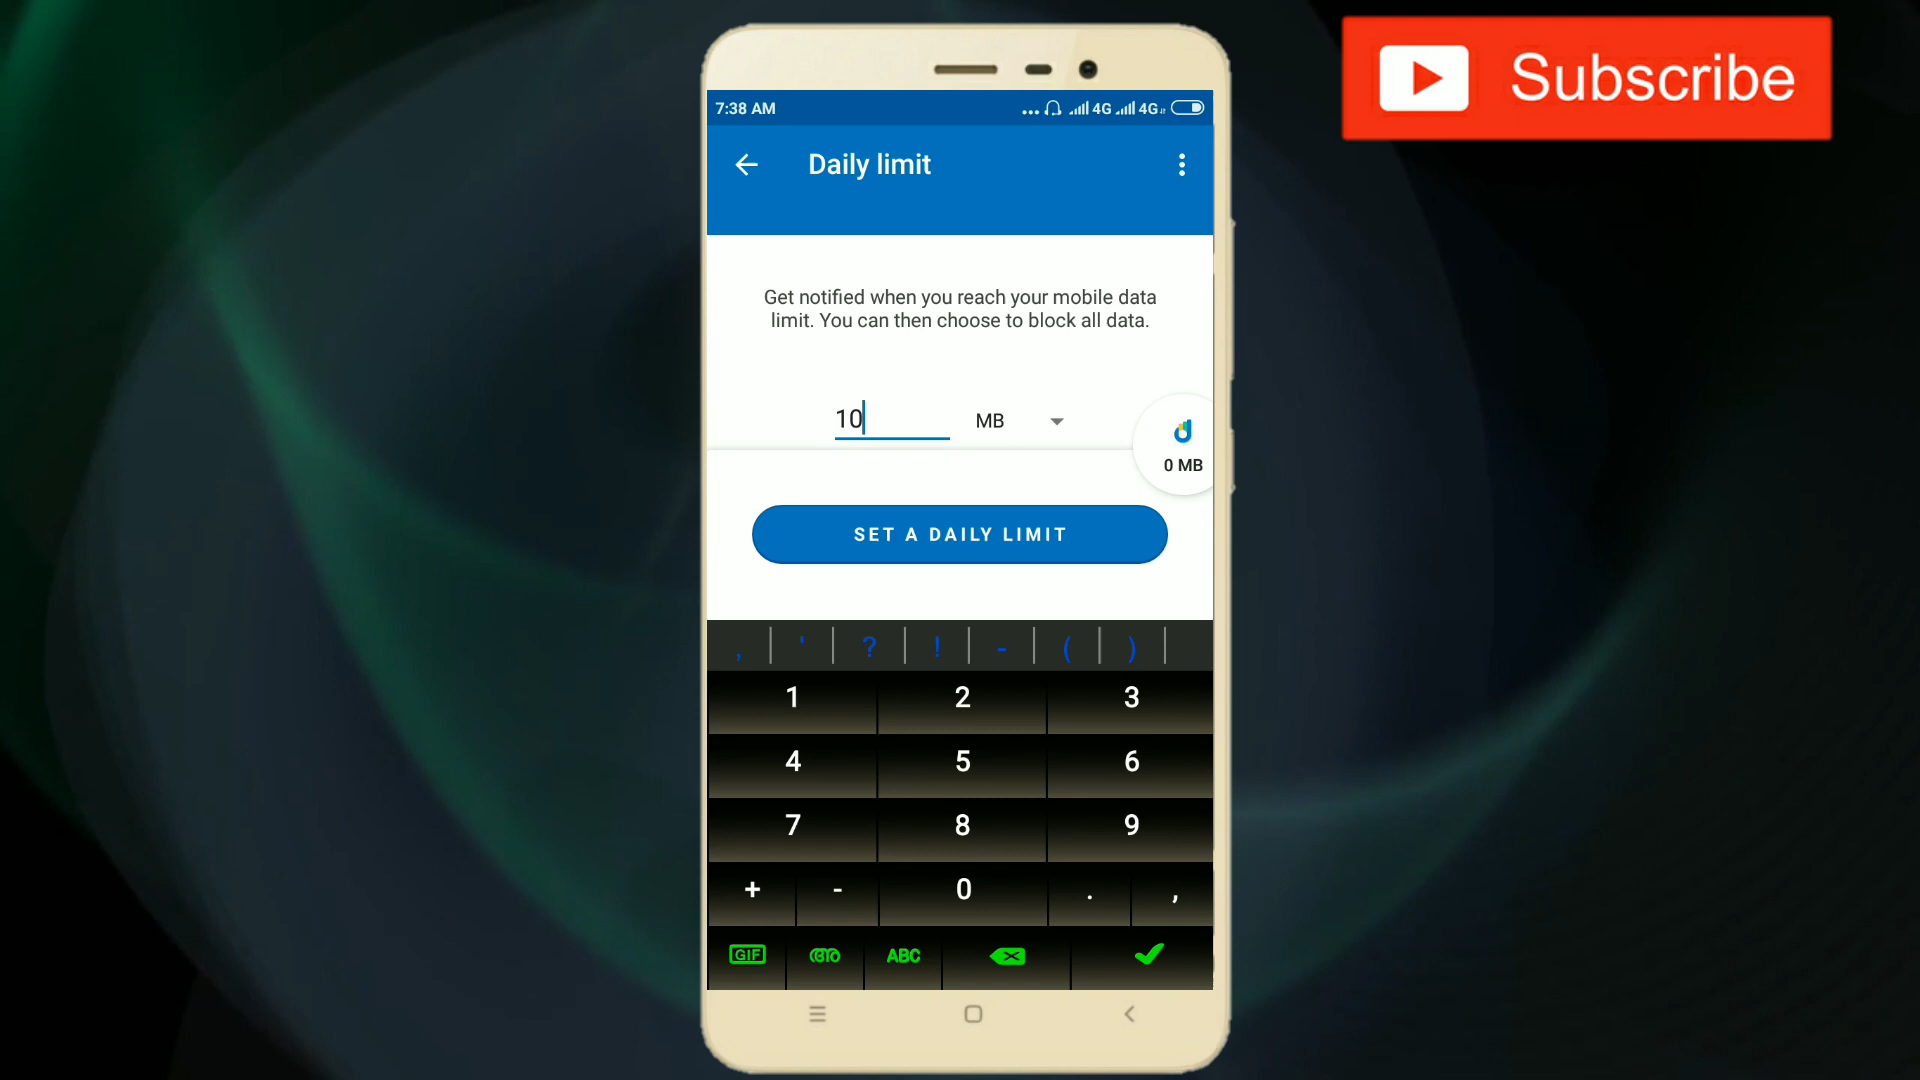 Subscribe
7:38 AM ... 4G 4G
Daily limit
Get notified when you reach your mobile data
limit. You can then choose to block all data.
10 MB
0 MB
SET A DAILY LIMIT
, ' ? ! - ( )
1 2 3
4 5 6
7 8 9
+ - 0 . ,
GIF അ ABC